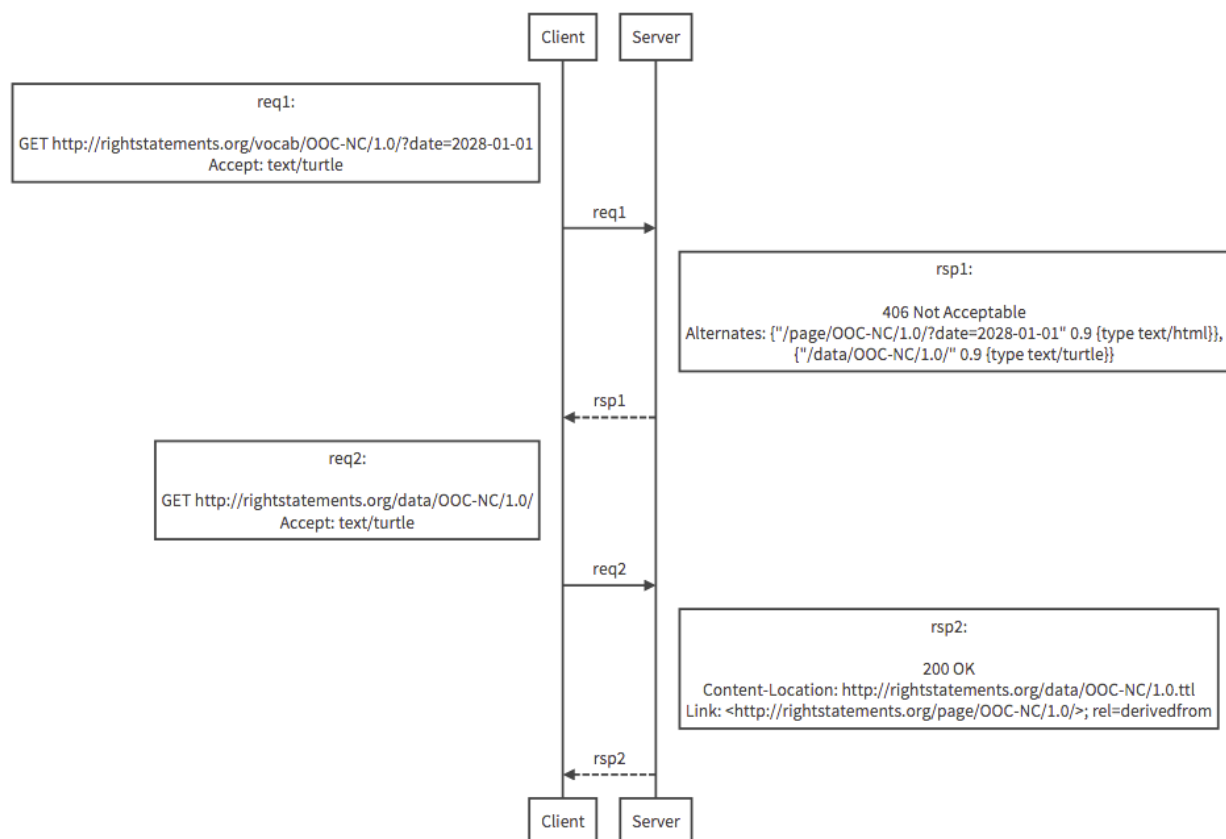 Client
Server
req1:
GET http://rightstatements.org/vocab/OOC-NC/1.0/?date=2028-01-01
Accept: text/turtle
req1
rsp1:
406 Not Acceptable
Alternates: {"/page/OOC-NC/1.0/?date=2028-01-01" 0.9 {type text/html}},
{"/data/OOC-NC/1.0/" 0.9 {type text/turtle}}
rsp1
req2:
GET http://rightstatements.org/data/OOC-NC/1.0/
Accept: text/turtle
req2
rsp2:
200 OK
Content-Location: http://rightstatements.org/data/OOC-NC/1.0.ttl
Link: <http://rightstatements.org/page/OOC-NC/1.0/>; rel=derivedfrom
rsp2
Client
Server